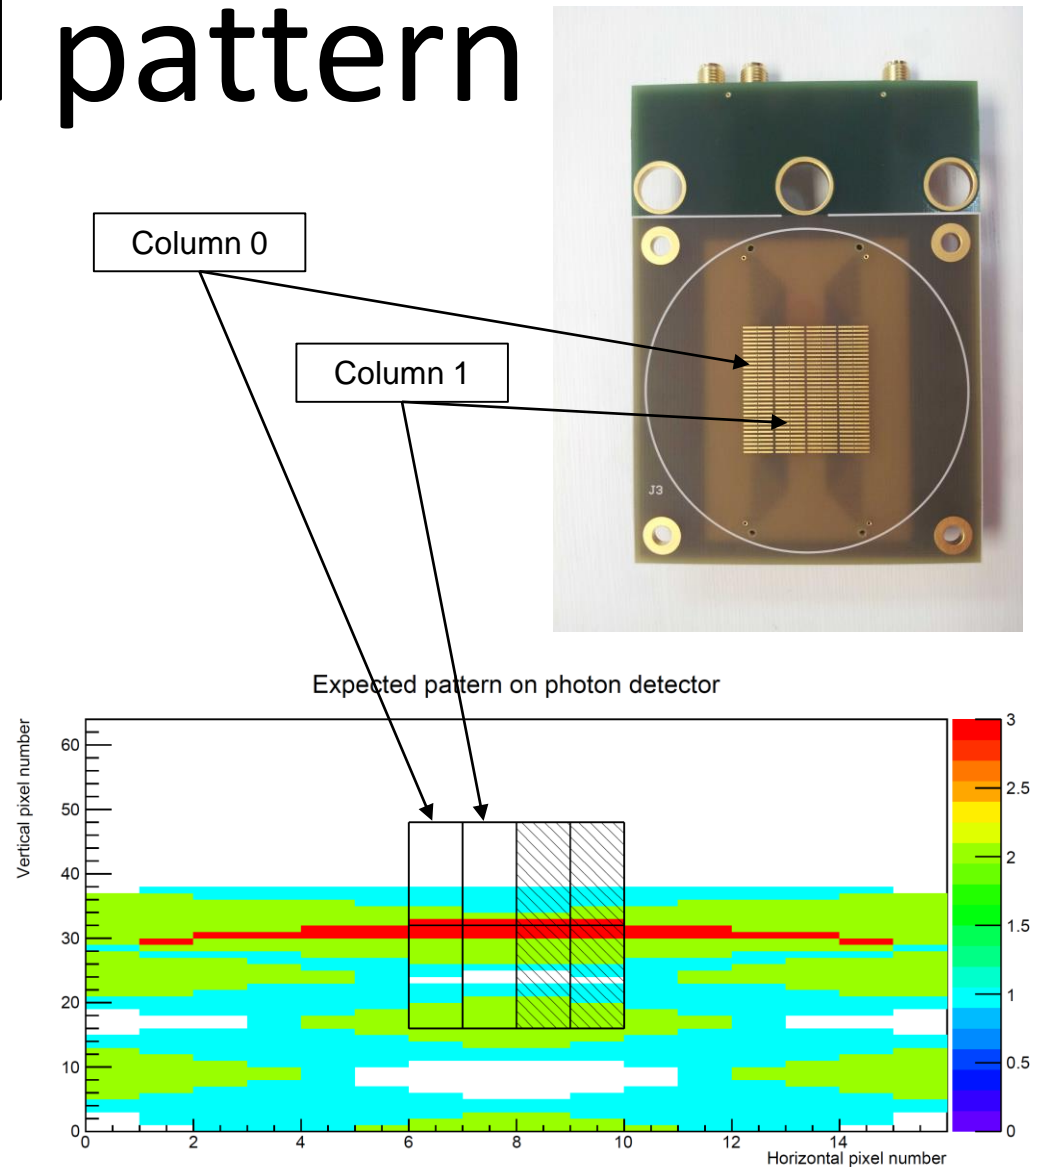 pattern
Column 0
Column 1
J3
Expected pattern on photon detector
Vertical pixel number
60
50
40
30
20
10
0
0 2 4 6 8 10 12 14
Horizontal pixel number
3
2.5
2
1.5
1
0.5
0